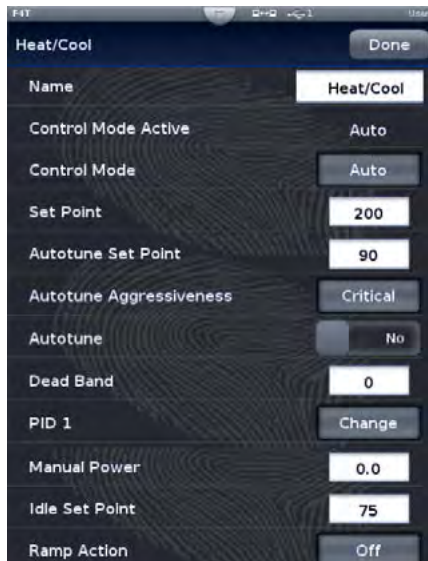 F4T
Heat/Cool Done
Name Heat/Cool
Control Mode Active Auto
Control Mode Auto
Set Point 200
Autotune Set Point 90
Autotune Aggressiveness Critical
Autotune No
Dead Band 0
PID 1 Change
Manual Power 0.0
Idle Set Point 75
Ramp Action Off